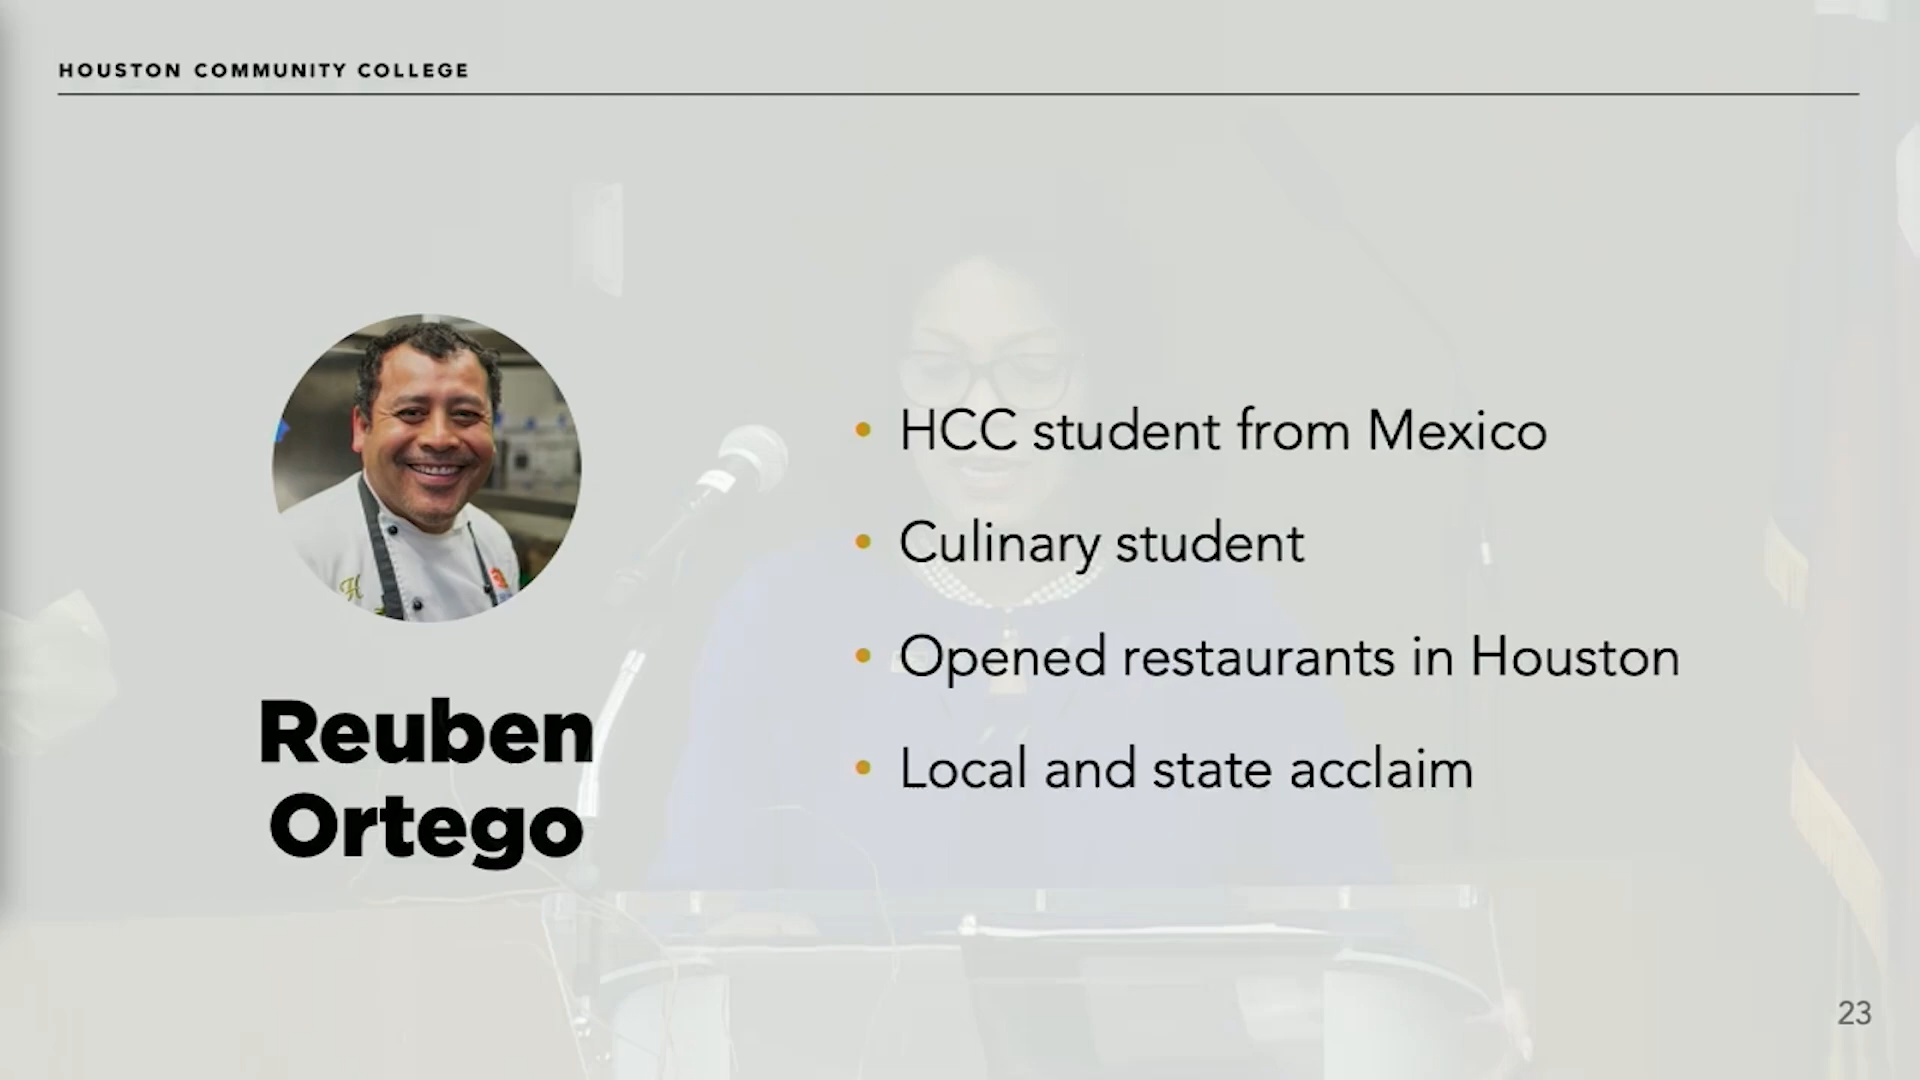 HOUSTON COMMUNITY COLLEGE
Reuben
Ortego
• HCC student from Mexico
• Culinary student
• Opened restaurants in Houston
• Local and state acclaim
23